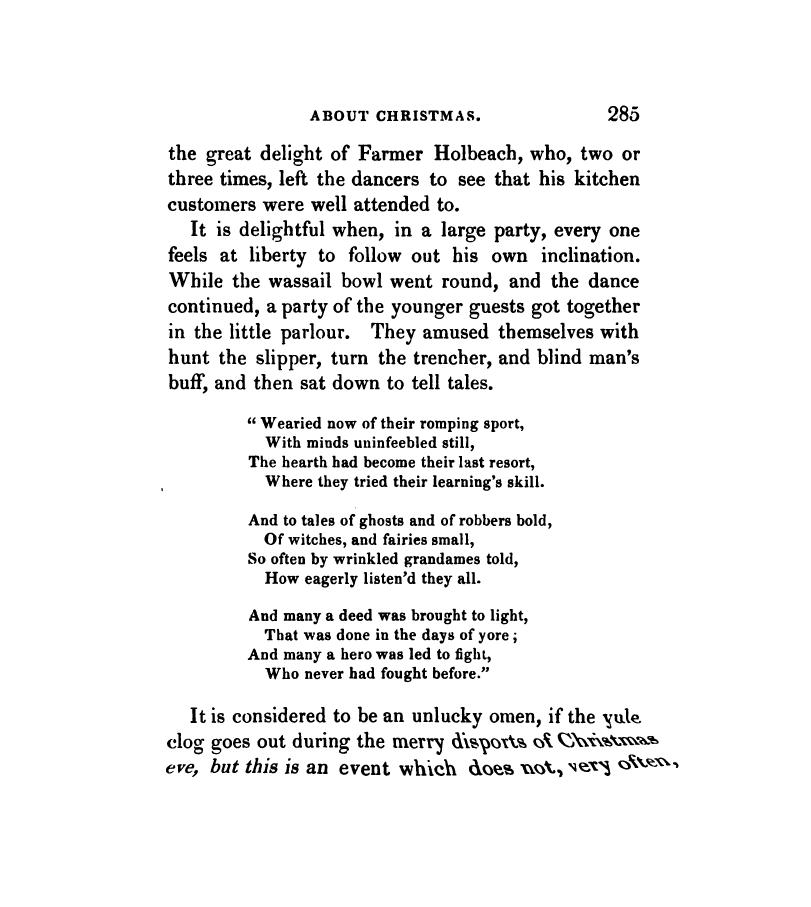 ABOUT CHRISTMAS. 285
the great delight of Farmer Holbeach, who, two or
three times, left the dancers to see that his kitchen
customers were well attended to.
It is delightful when, in a large party, every one
feels at liberty to follow out his own inclination.
While the wassail bowl went round, and the dance
continued, a party of the younger guests got together
in the little parlour. They amused themselves with
hunt the slipper, turn the trencher, and blind man's
buff, and then sat down to tell tales.
“ Wearied now of their romping sport,
With minds uninfeebled still,
The hearth had become their last resort,
Where they tried their learning's skill.
And to tales of ghosts and of robbers bold,
Of witches, and fairies small,
So often by wrinkled grandames told,
How eagerly listen'd they all.
And many a deed was brought to light,
That was done in the days of yore ;
And many a hero was led to fight,
Who never had fought before.”
It is considered to be an unlucky omen, if the yule
clog goes out during the merry disports of Christmas
eve, but this is an event which does not, very often,